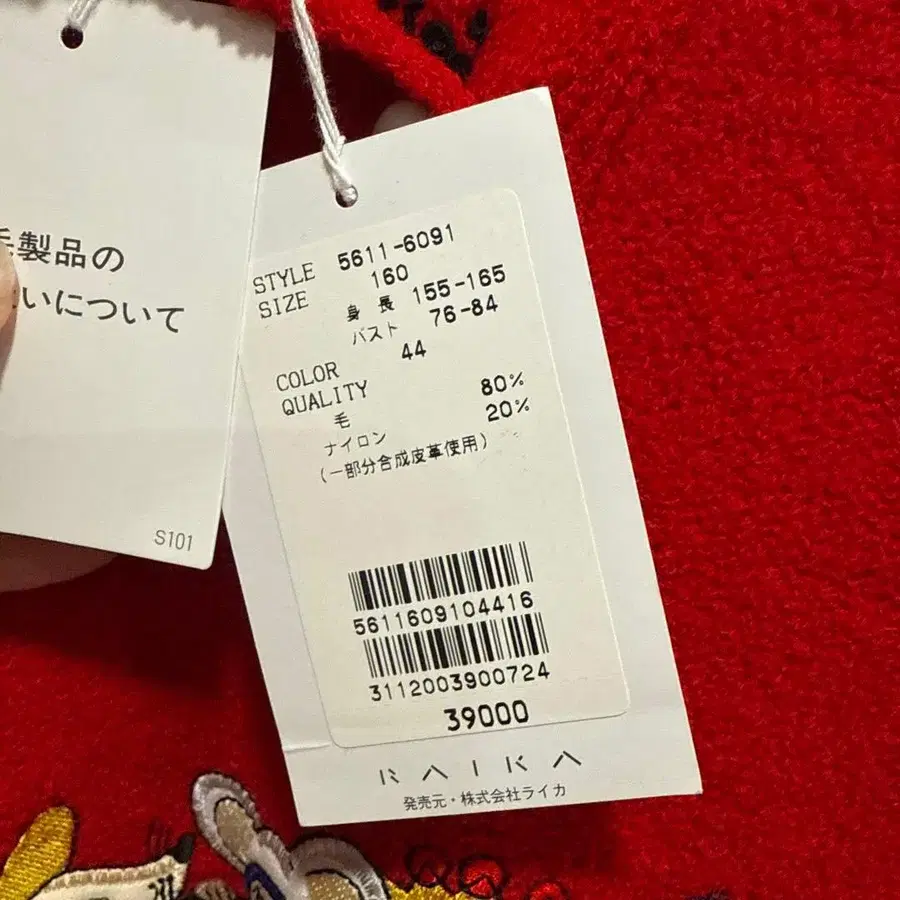 製品の
いについて
S101
STYLE 5611-6091
SIZE 160
身長 155-165
バスト 76-84
COLOR 44
QUALITY
毛 80%
ナイロン 20%
(一部分合成皮革使用)
5611609104416
3112003900724
39000
RAIKA
発売元・株式会社ライカ